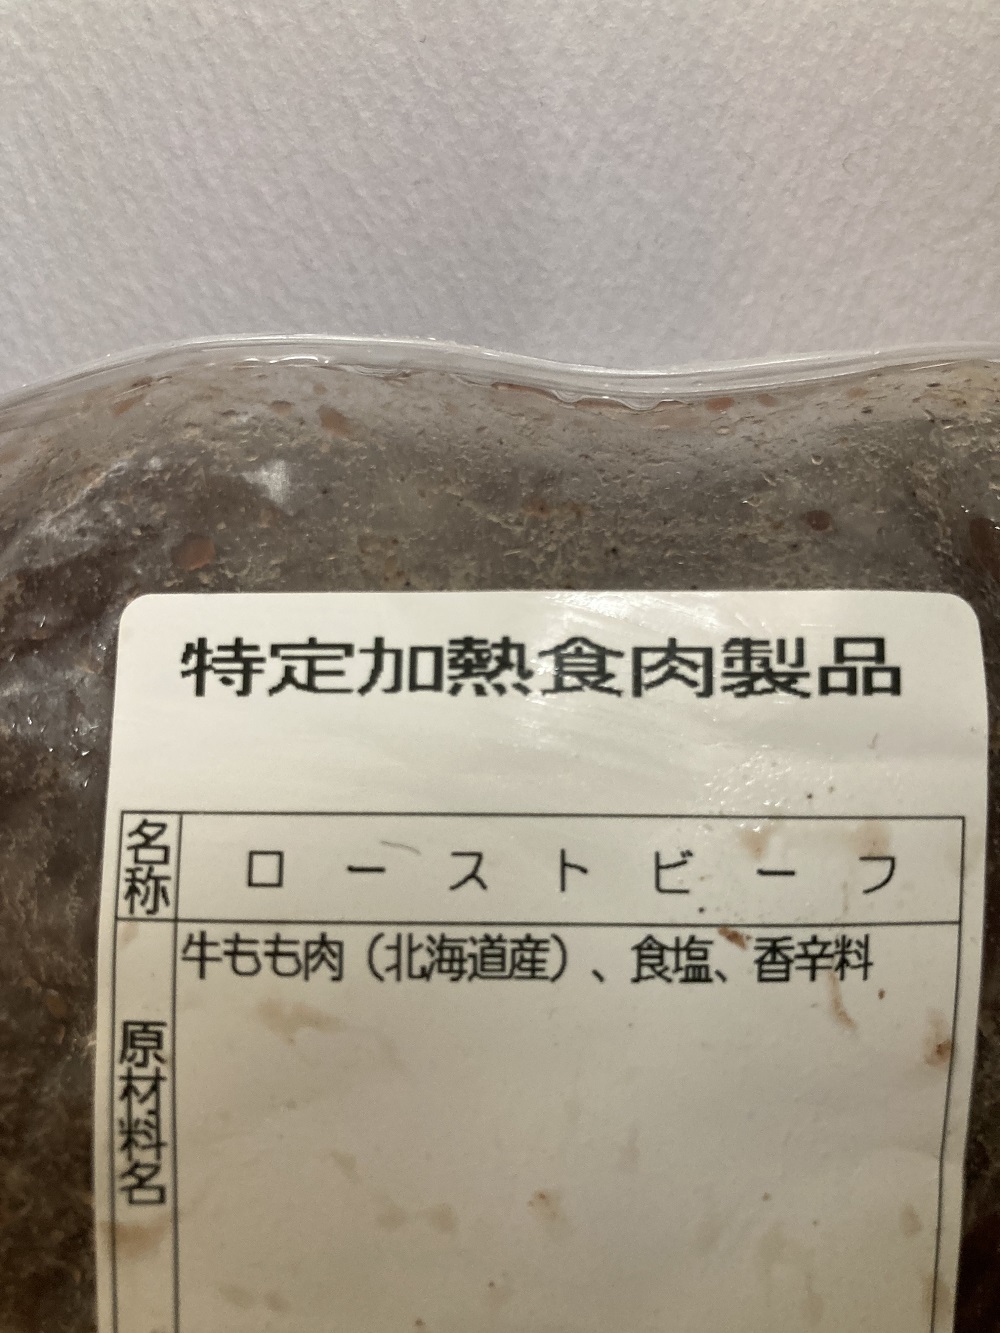 特定加熱食肉製品
名称
ローストビーフ
原材料名
牛もも肉（北海道産）、食塩、香辛料